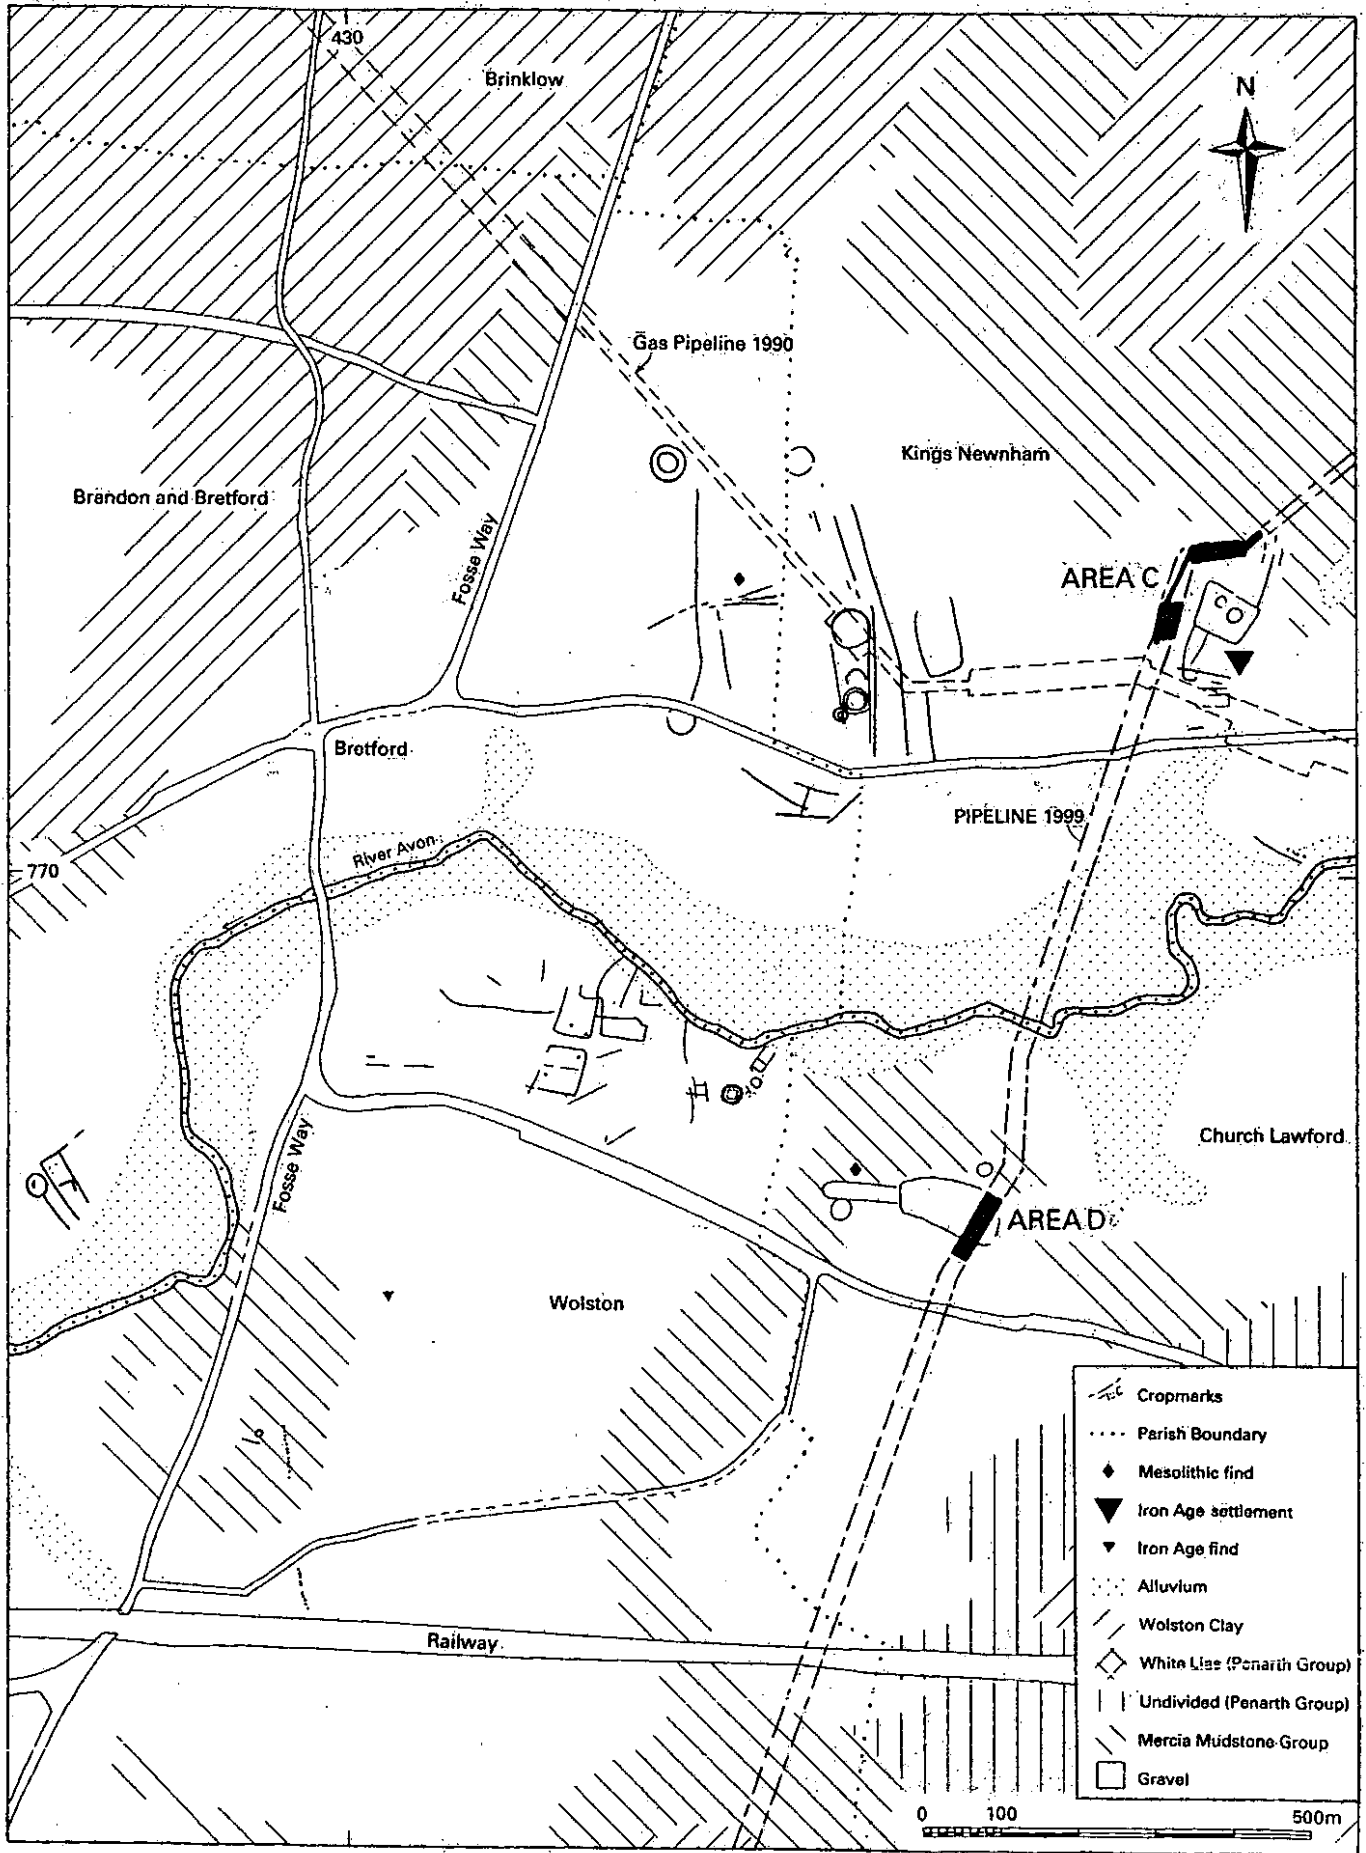 430
Brinklow
N
Gas Pipeline 1990
Kings Newnham
Brandon and Bretford
Fosse Way
AREA C
Bretford
PIPELINE 1999
River Avon
770
Church Lawford
Fosse Way
AREA D
Wolston
Cropmarks
Parish Boundary
Mesolithic find
Iron Age settlement
Iron Age find
Alluvium
Wolston Clay
White Lias (Penarth Group)
Undivided (Penarth Group)
Mercia Mudstone Group
Gravel
Railway
0 100 500m